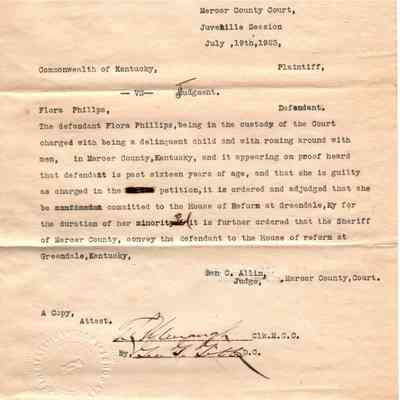 Mercer County Court,
Juvehille Session
July ,19th,1923,
Commonwealth of Kentucky, Plaintiff,
—— VS—— Judgment.
Flora Philips, Defendant.
The defendant Flora Phillips,being in the custody of the Court
charged with being a delinquent child and with roming around with
men, in Mercer County,Kentucky, and it appearing on proof heard
that defendant is past sixteen years of age, and that she is guilty
as charged in the petition,it is ordered and adjudged that she
be committed to the House of Reform at Greendale,Ky for
the duration of her minority it is further ordered that the Sheriff
of Mercer County, convey the defendant to the House of reform at
Greendale,Kentucky,
Ben C. Allin,
Judge, .Mercer County,Court.
A Copy,
Attest.
Clk.M.C.C.
By, D.C.